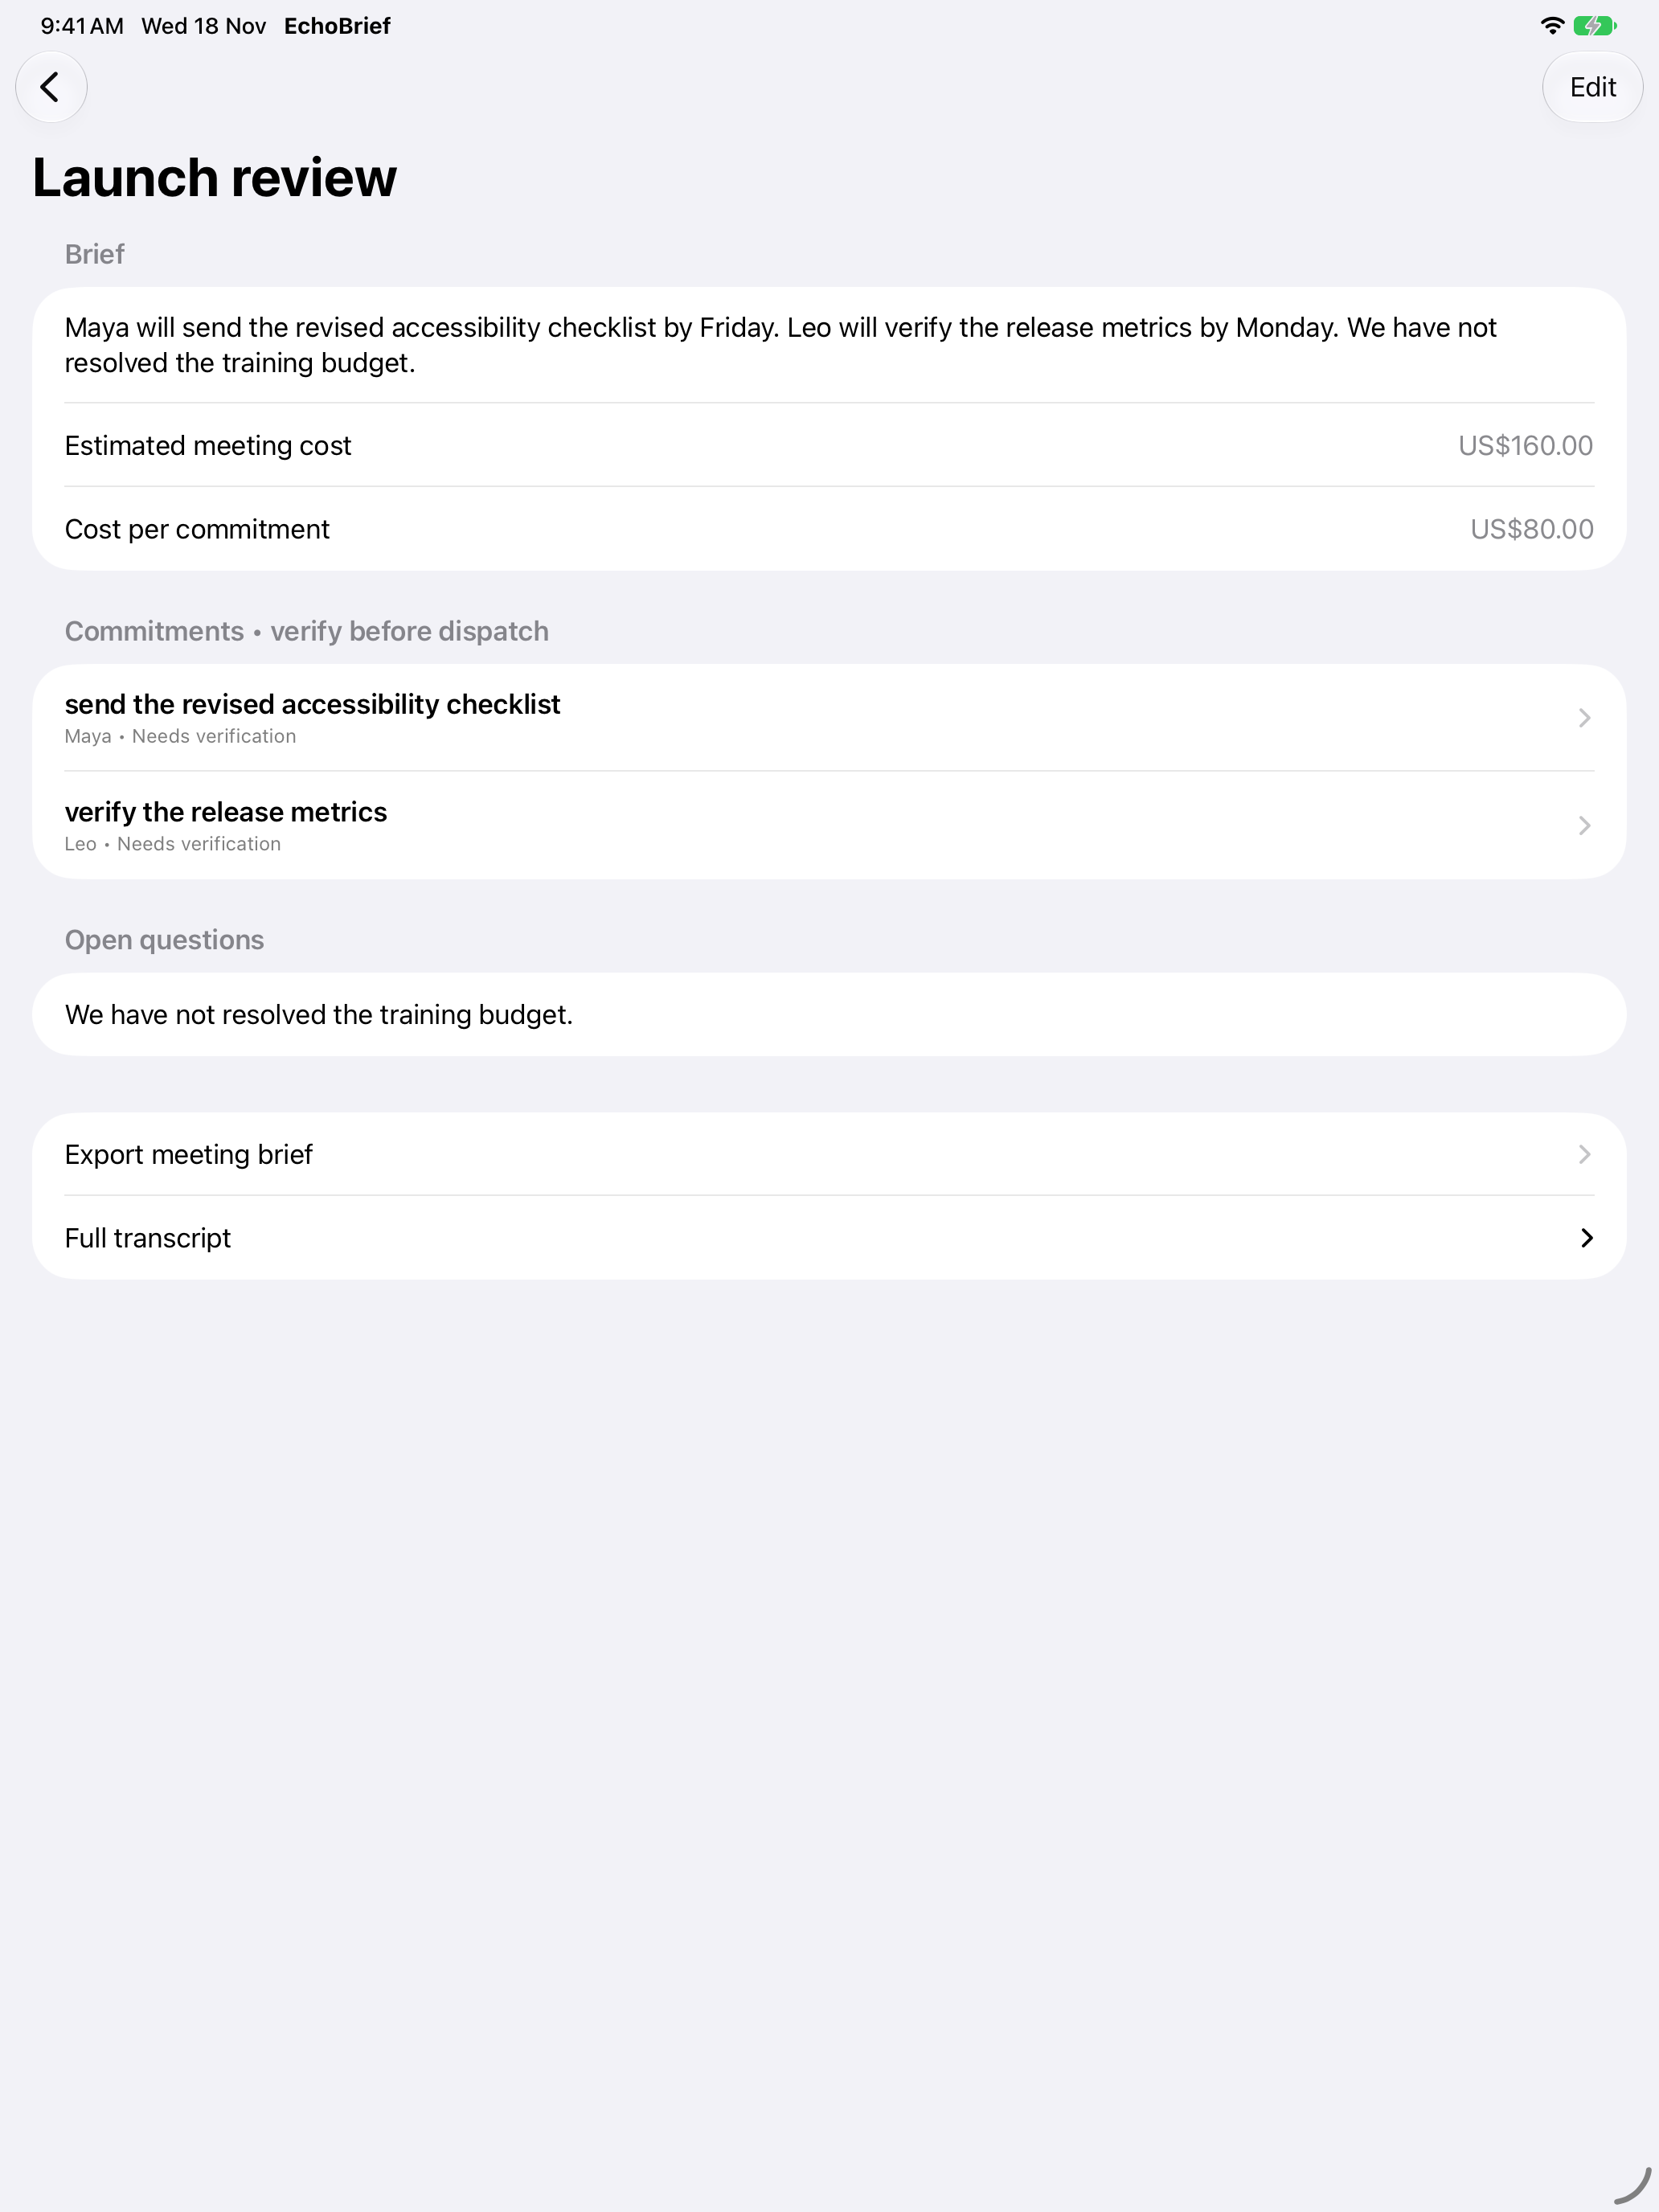 9:41 AM Wed 18 Nov EchoBrief
Edit
Launch review
Brief
Maya will send the revised accessibility checklist by Friday. Leo will verify the release metrics by Monday. We have not
resolved the training budget.
Estimated meeting cost US$160.00
Cost per commitment US$80.00
Commitments • verify before dispatch
send the revised accessibility checklist
Maya • Needs verification
verify the release metrics
Leo • Needs verification
Open questions
We have not resolved the training budget.
Export meeting brief
Full transcript